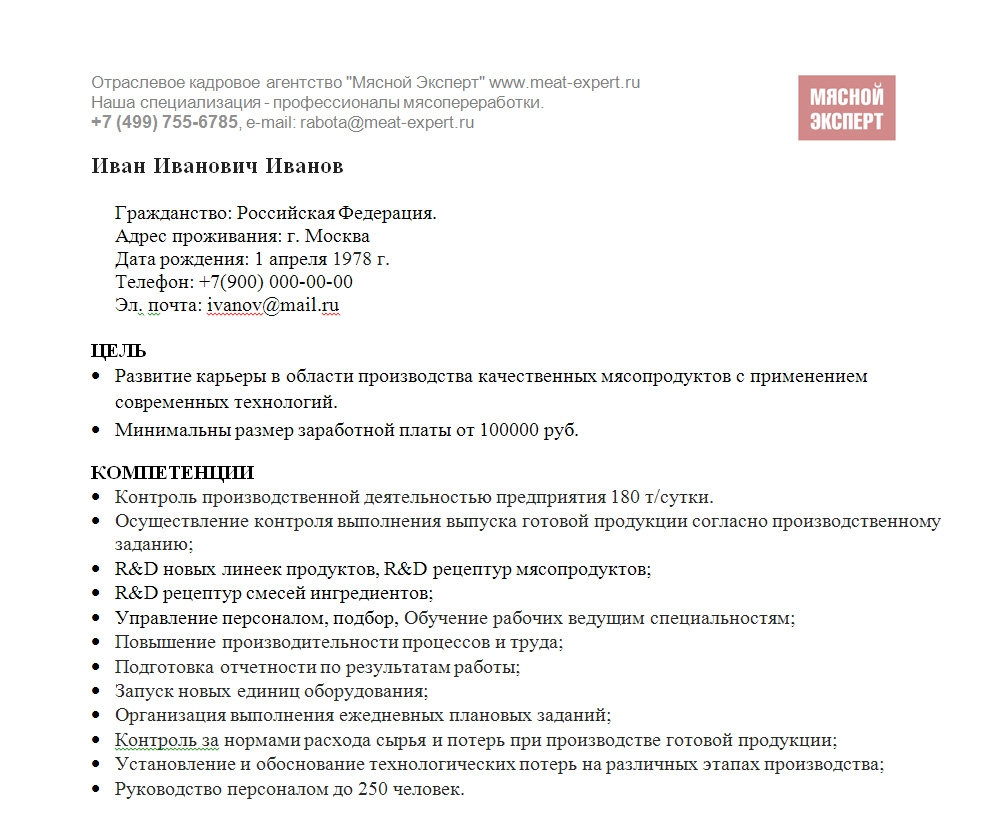 Отраслевое кадровое агентство "Мясной Эксперт" www.meat-expert.ru
Наша специализация - профессионалы мясопереработки.
+7 (499) 755-6785, e-mail: rabota@meat-expert.ru
МЯСНОЙ
ЭКСПЕРТ
Иван Иванович Иванов
Гражданство: Российская Федерация.
Адрес проживания: г. Москва
Дата рождения: 1 апреля 1978 г.
Телефон: +7(900) 000-00-00
Эл. почта: ivanov@mail.ru
ЦЕЛЬ
• Развитие карьеры в области производства качественных мясопродуктов с применением
современных технологий.
• Минимальны размер заработной платы от 100000 руб.
КОМПЕТЕНЦИИ
• Контроль производственной деятельностью предприятия 180 т/сутки.
• Осуществление контроля выполнения выпуска готовой продукции согласно производственному
заданию;
• R&D новых линеек продуктов, R&D рецептур мясопродуктов;
• R&D рецептур смесей ингредиентов;
• Управление персоналом, подбор, Обучение рабочих ведущим специальностям;
• Повышение производительности процессов и труда;
• Подготовка отчетности по результатам работы;
• Запуск новых единиц оборудования;
• Организация выполнения ежедневных плановых заданий;
• Контроль за нормами расхода сырья и потерь при производстве готовой продукции;
• Установление и обоснование технологических потерь на различных этапах производства;
• Руководство персоналом до 250 человек.